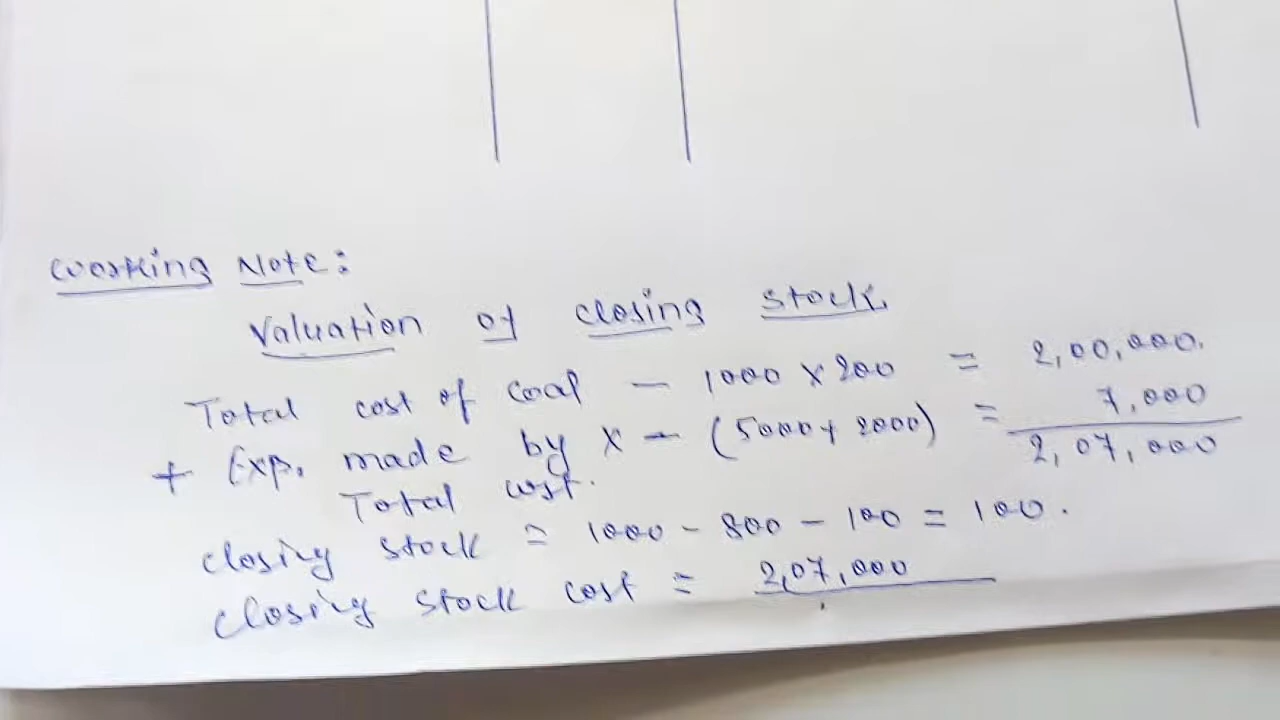 Working Note:
Valuation of closing stock
Total cost of coal - 1000 × 200 = 2,00,000.
+ Exp. made by X - (5000 + 2000) = 7,000
Total cost. 2,07,000
closing stock = 1000 - 800 - 100 = 100.
closing stock cost = 2,07,000